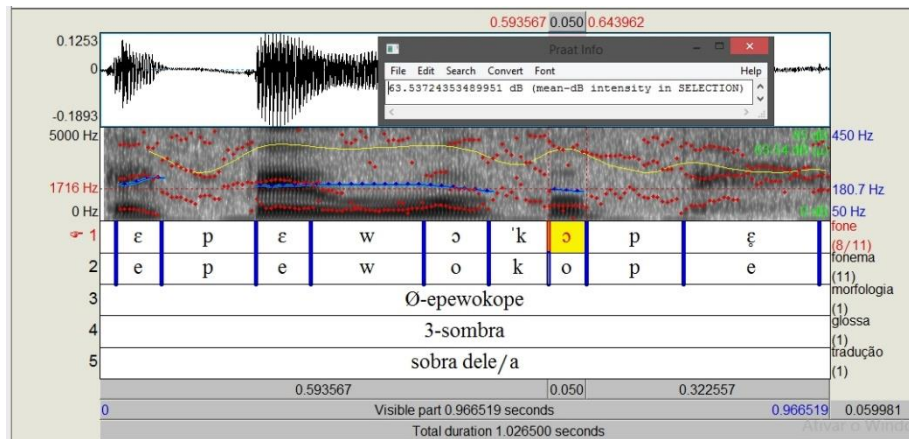 0.593567 0.050 0.643962
0.1253
0
-0.1893
Praat Info
File Edit Search Convert Font Help
63.53724353489951 dB (mean-dB intensity in SELECTION)
5000 Hz
1716 Hz
0 Hz
450 Hz
180.7 Hz
50 Hz
1 ɛ p ɛ w ɔ ˈk ɔ p ɛ̥ fone (8/11)
2 e p e w o k o p e fonema (11)
3 Ø-epewokope morfologia (1)
4 3-sombra glossa (1)
5 sobra dele/a tradução (1)
0.593567 0.050 0.322557
0 Visible part 0.966519 seconds 0.966519 0.059981
Total duration 1.026500 seconds
Ativar o Windo